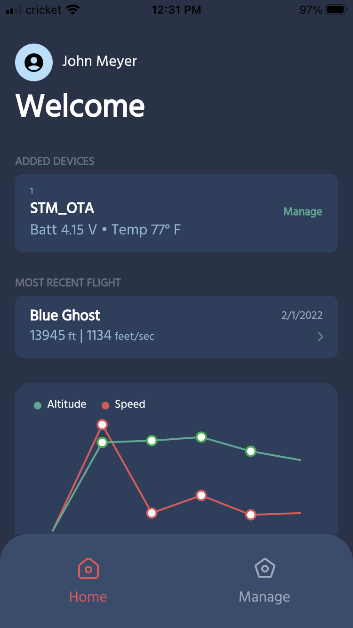 cricket 12:31 PM 97%
John Meyer
Welcome
ADDED DEVICES
1
STM_OTA
Manage
Batt 4.15 V • Temp 77° F
MOST RECENT FLIGHT
Blue Ghost 2/1/2022
13945 ft | 1134 feet/sec
Altitude Speed
Home Manage